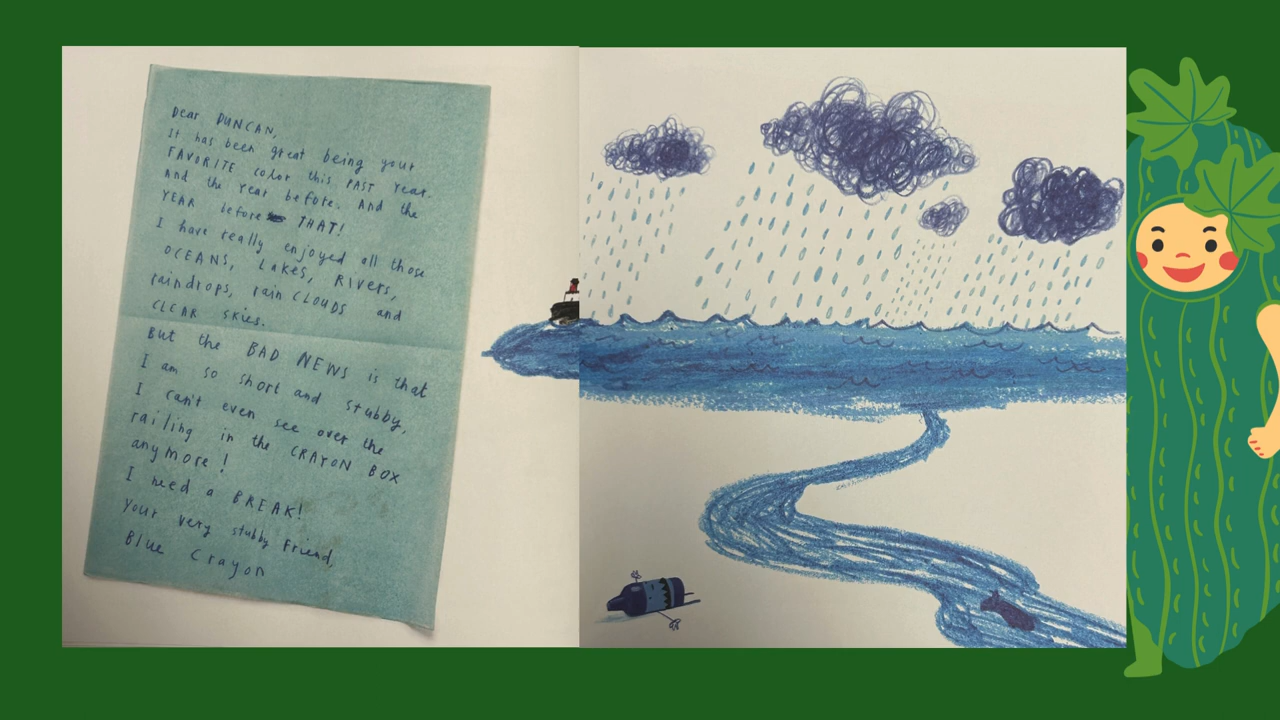 Dear DUNCAN,
It has been great being your
FAVORITE color this PAST year.
And the Year before. And the
YEAR before THAT!
I have really enjoyed all those
OCEANS, Lakes, RIVERS,
raindrops, rain CLOUDS and
CLEAR skies.
But the BAD NEWS is that
I am so short and stubby,
I can't even see over the
railing in the CRAYON BOX
anymore!
I need a BREAK!
Your very stubby Friend,
Blue Crayon